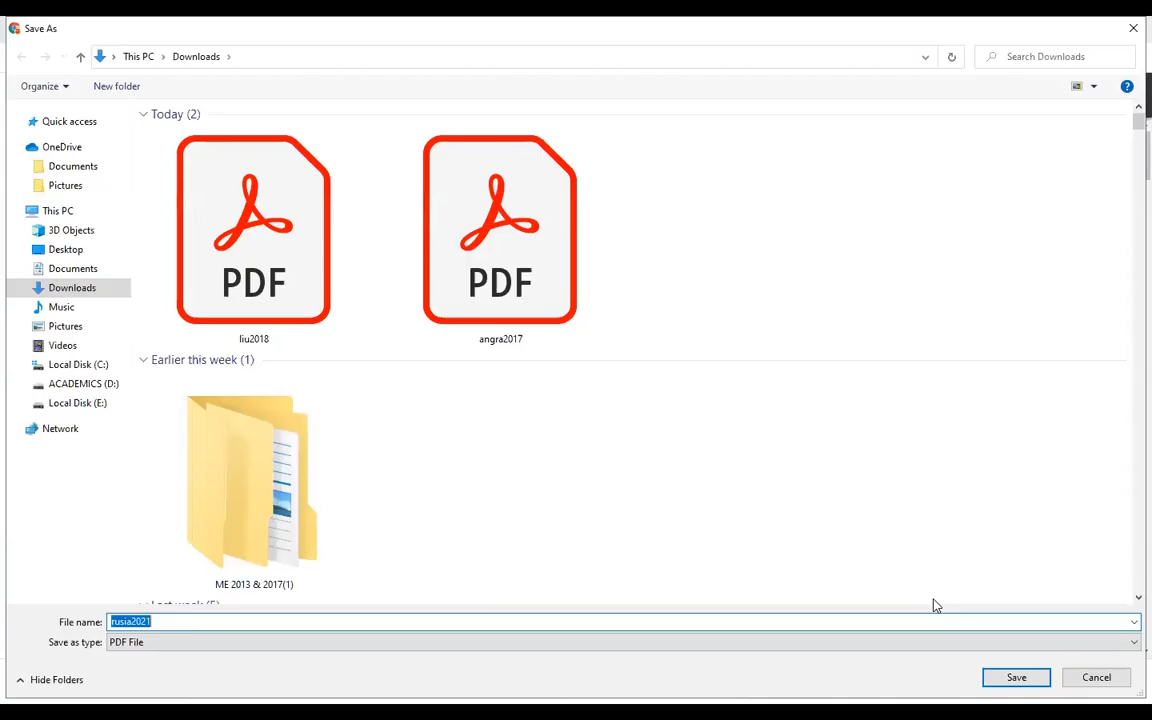 Save As
This PC
Downloads
Search Downloads
Organize
New folder
Quick access
OneDrive
Documents
Pictures
This PC
3D Objects
Desktop
Documents
Downloads
Music
Pictures
Videos
Local Disk (C:)
ACADEMICS (D:)
Local Disk (E:)
Network
Today (2)
PDF
PDF
liu2018
angra2017
Earlier this week (1)
ME 2013 & 2017(1)
Last week (5)
File name: rusia2021
Save as type: PDF File
Hide Folders
Save
Cancel